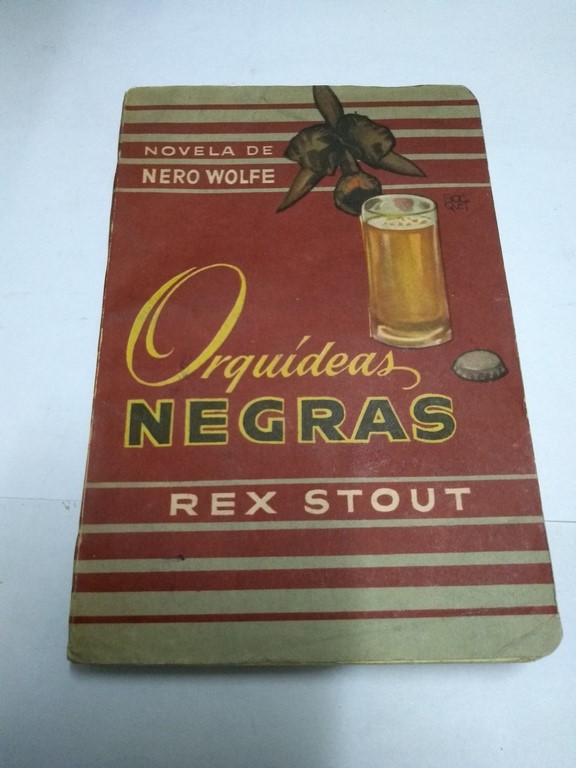 NOVELA DE
NERO WOLFE
Orquídeas
NEGRAS
REX STOUT